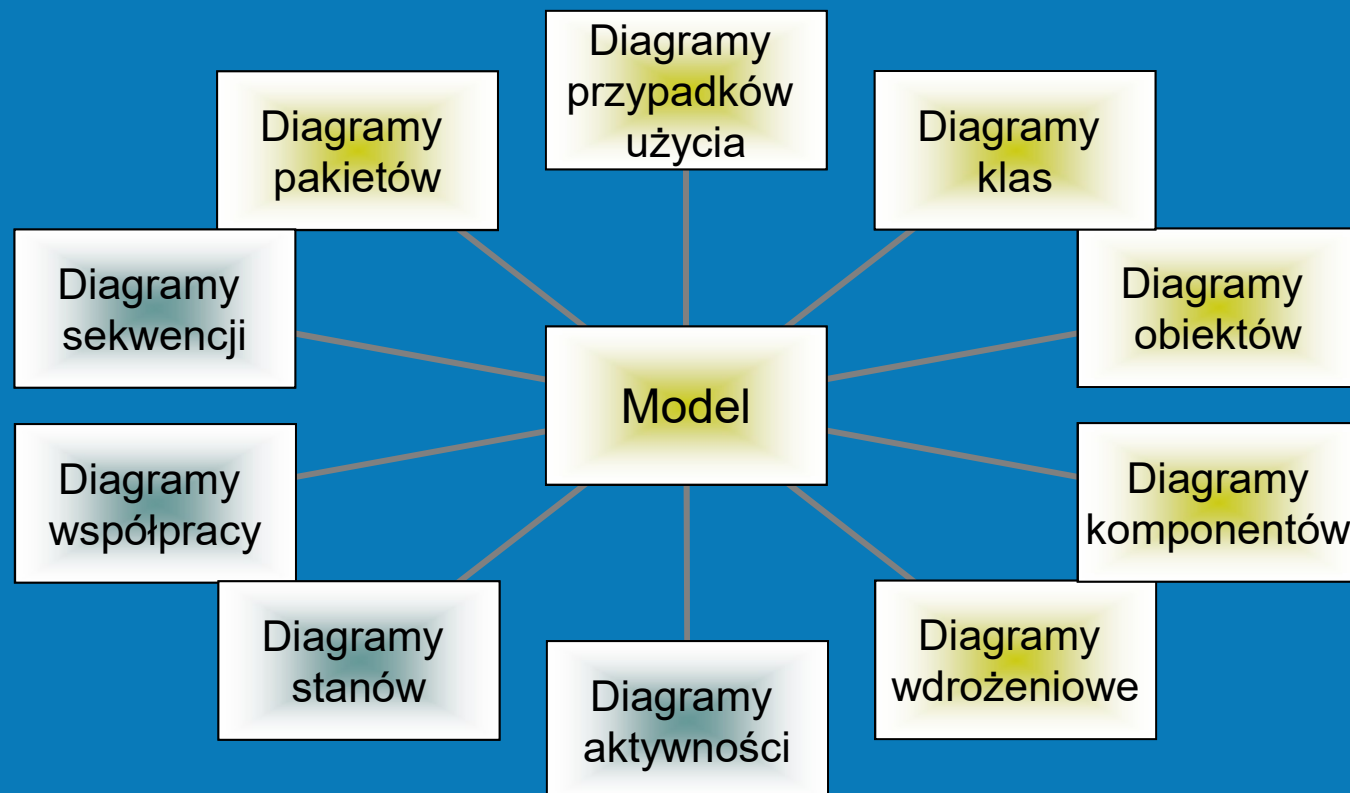 Diagramy
przypadków
użycia
Diagramy
pakietów
Diagramy
klas
Diagramy
sekwencji
Diagramy
obiektów
Model
Diagramy
współpracy
Diagramy
komponentów
Diagramy
stanów
Diagramy
wdrożeniowe
Diagramy
aktywności